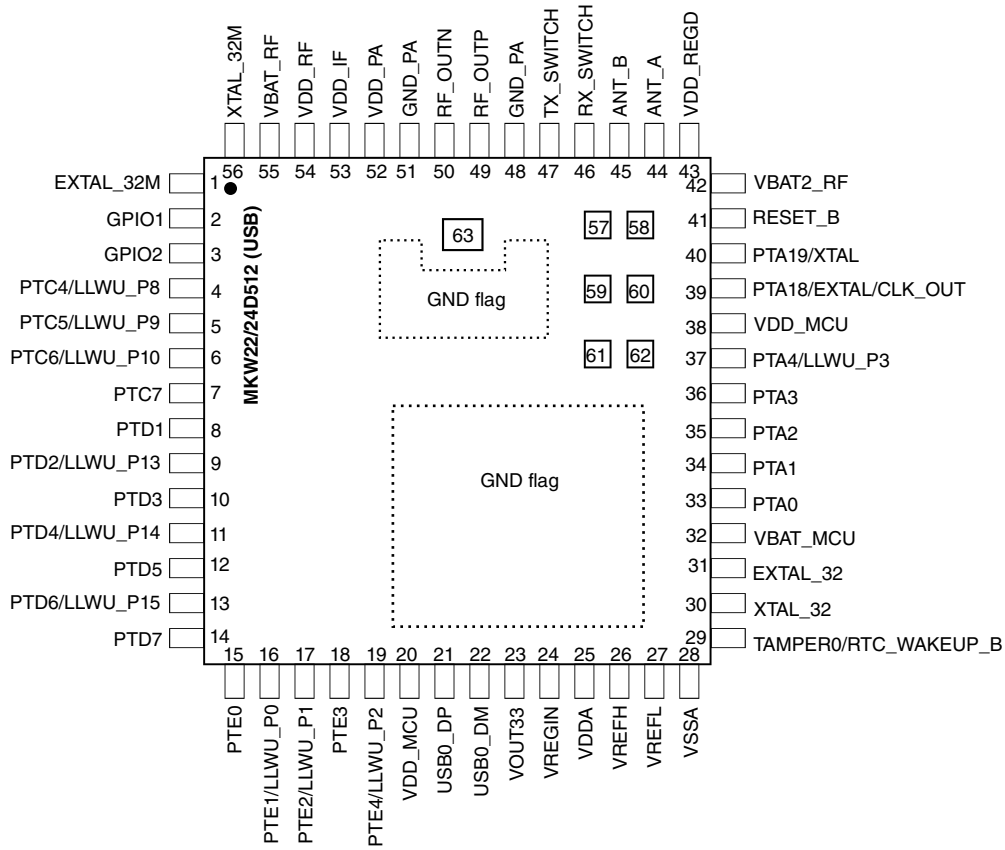 XTAL_32M
VBAT_RF
VDD_RF
VDD_IF
VDD_PA
GND_PA
RF_OUTN
RF_OUTP
GND_PA
TX_SWITCH
RX_SWITCH
ANT_B
ANT_A
VDD_REGD
56 55 54 53 52 51 50 49 48 47 46 45 44 43
EXTAL_32M 1
GPIO1 2
GPIO2 3
PTC4/LLWU_P8 4
PTC5/LLWU_P9 5
PTC6/LLWU_P10 6
PTC7 7
PTD1 8
PTD2/LLWU_P13 9
PTD3 10
PTD4/LLWU_P14 11
PTD5 12
PTD6/LLWU_P15 13
PTD7 14
MKW22/24D512 (USB)
63
GND flag
57 58
59 60
61 62
GND flag
42 VBAT2_RF
41 RESET_B
40 PTA19/XTAL
39 PTA18/EXTAL/CLK_OUT
38 VDD_MCU
37 PTA4/LLWU_P3
36 PTA3
35 PTA2
34 PTA1
33 PTA0
32 VBAT_MCU
31 EXTAL_32
30 XTAL_32
29 TAMPER0/RTC_WAKEUP_B
15 16 17 18 19 20 21 22 23 24 25 26 27 28
PTE0
PTE1/LLWU_P0
PTE2/LLWU_P1
PTE3
PTE4/LLWU_P2
VDD_MCU
USB0_DP
USB0_DM
VOUT33
VREGIN
VDDA
VREFH
VREFL
VSSA